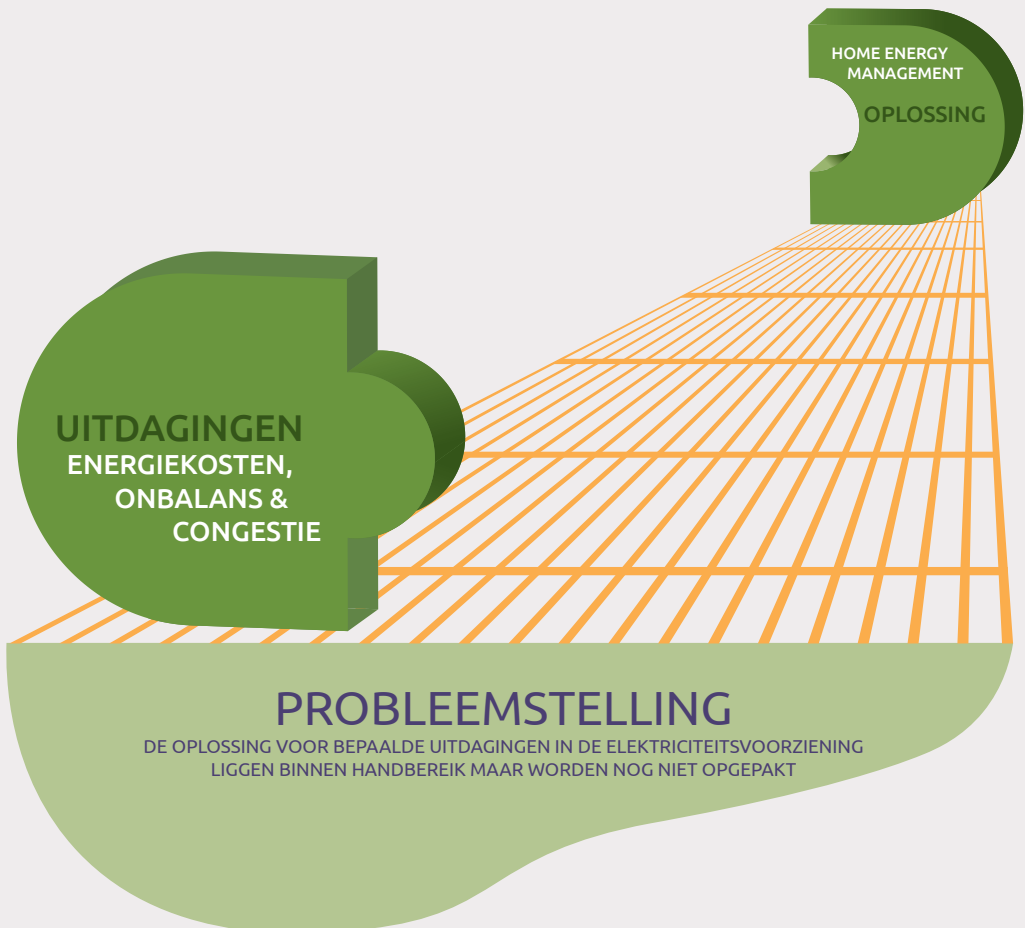 HOME ENERGY
MANAGEMENT
OPLOSSING
UITDAGINGEN
ENERGIEKOSTEN,
ONBALANS &
CONGESTIE
PROBLEEMSTELLING
DE OPLOSSING VOOR BEPAALDE UITDAGINGEN IN DE ELEKTRICITEITSVOORZIENING
LIGGEN BINNEN HANDBEREIK MAAR WORDEN NOG NIET OPGEPAKT